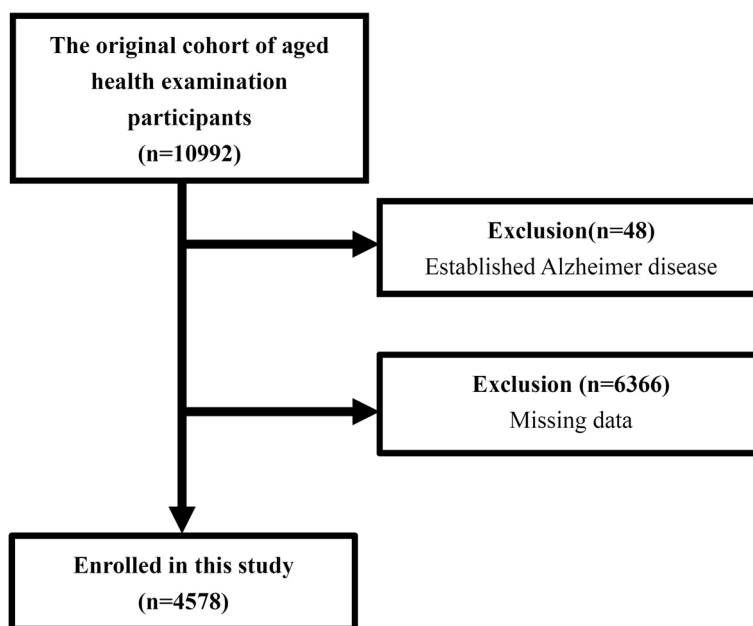 The original cohort of aged
health examination
participants
(n=10992)
Exclusion(n=48)
Established Alzheimer disease
Exclusion (n=6366)
Missing data
Enrolled in this study
(n=4578)